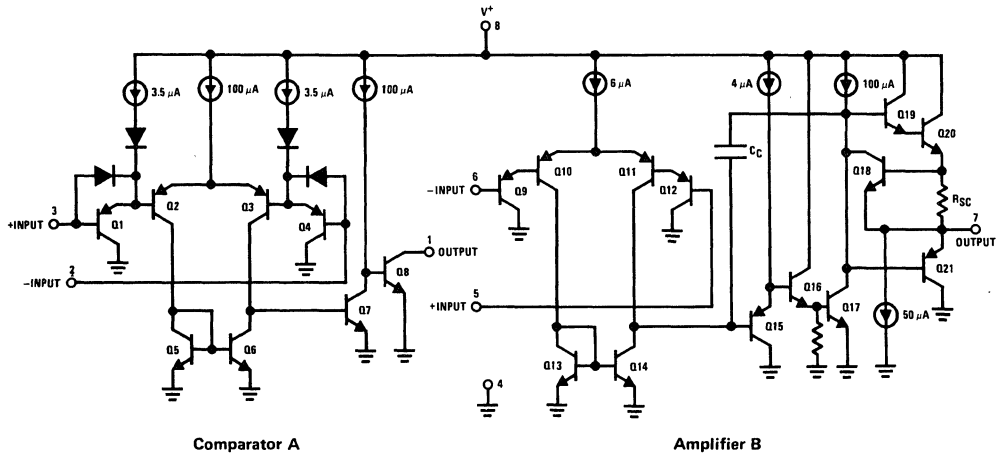 V+
8
3.5 μA
100 μA
3.5 μA
100 μA
6 μA
4 μA
100 μA
Q19
Q20
CC
Q18
RSC
7
OUTPUT
6
-INPUT
Q9
Q10
Q11
Q12
3
+INPUT
Q1
Q2
Q3
Q4
1
OUTPUT
Q8
2
-INPUT
Q7
5
+INPUT
Q16
Q17
Q21
50 μA
Q15
Q5
Q6
Q13
Q14
4
Comparator A
Amplifier B